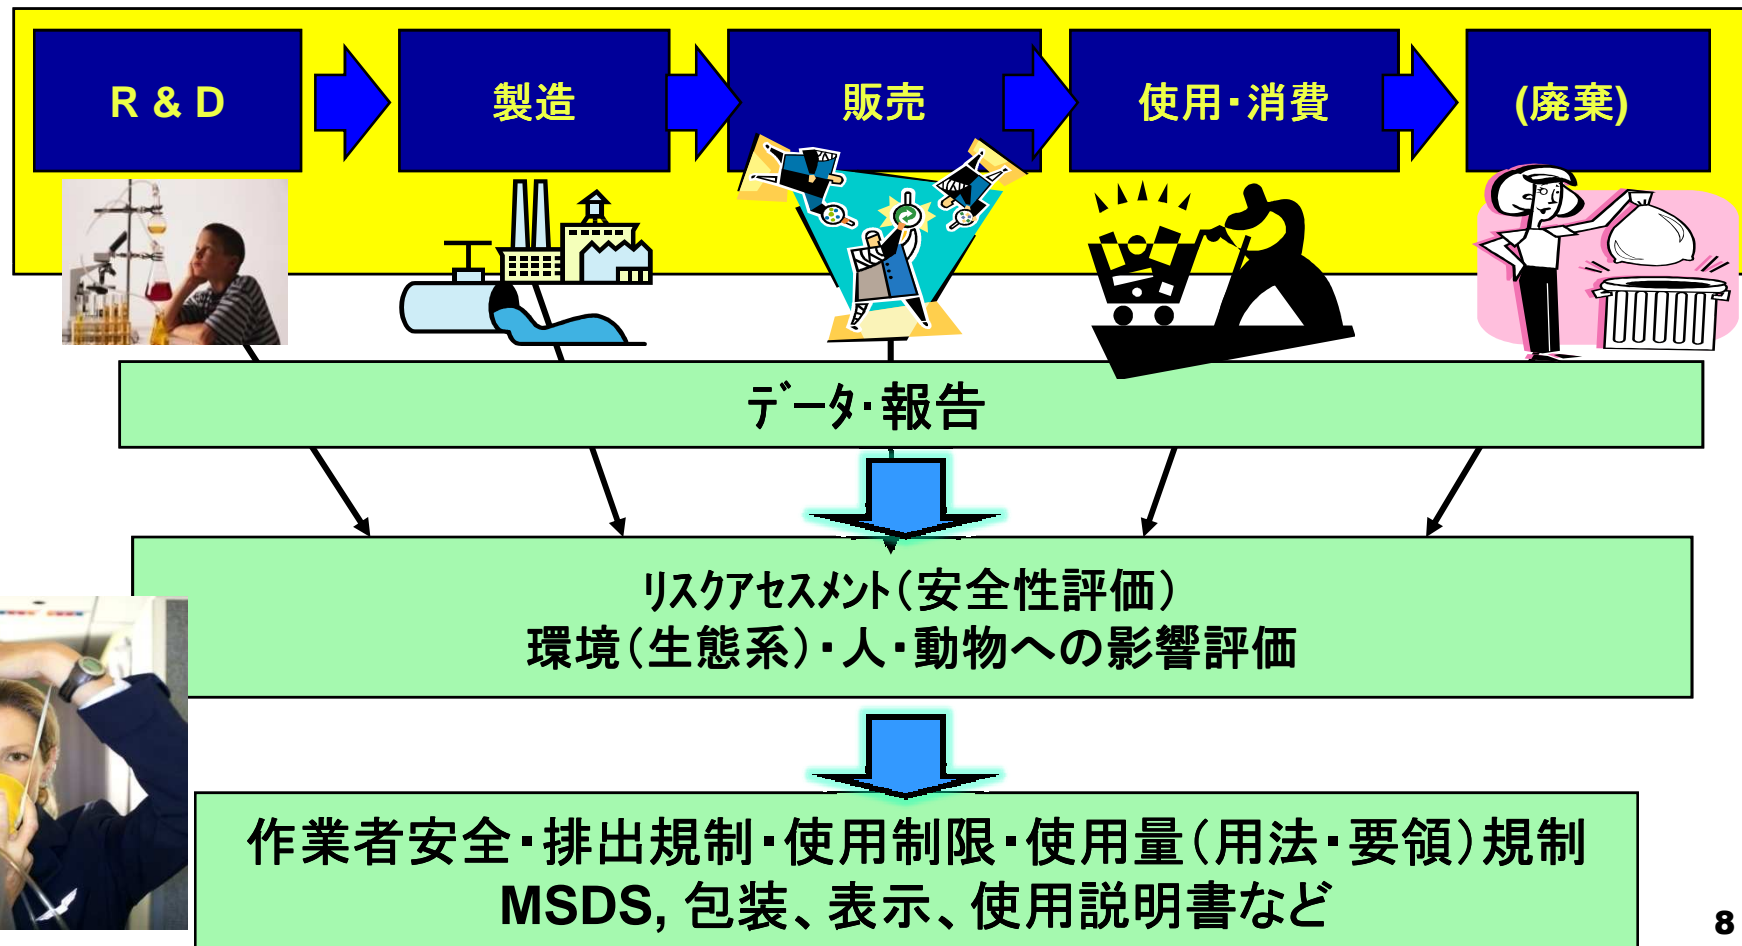 R & D
製造
販売
使用・消費
(廃棄)
データ・報告
リスクアセスメント（安全性評価）
環境（生態系）・人・動物への影響評価
作業者安全・排出規制・使用制限・使用量（用法・要領）規制
MSDS, 包装、表示、使用説明書など
8